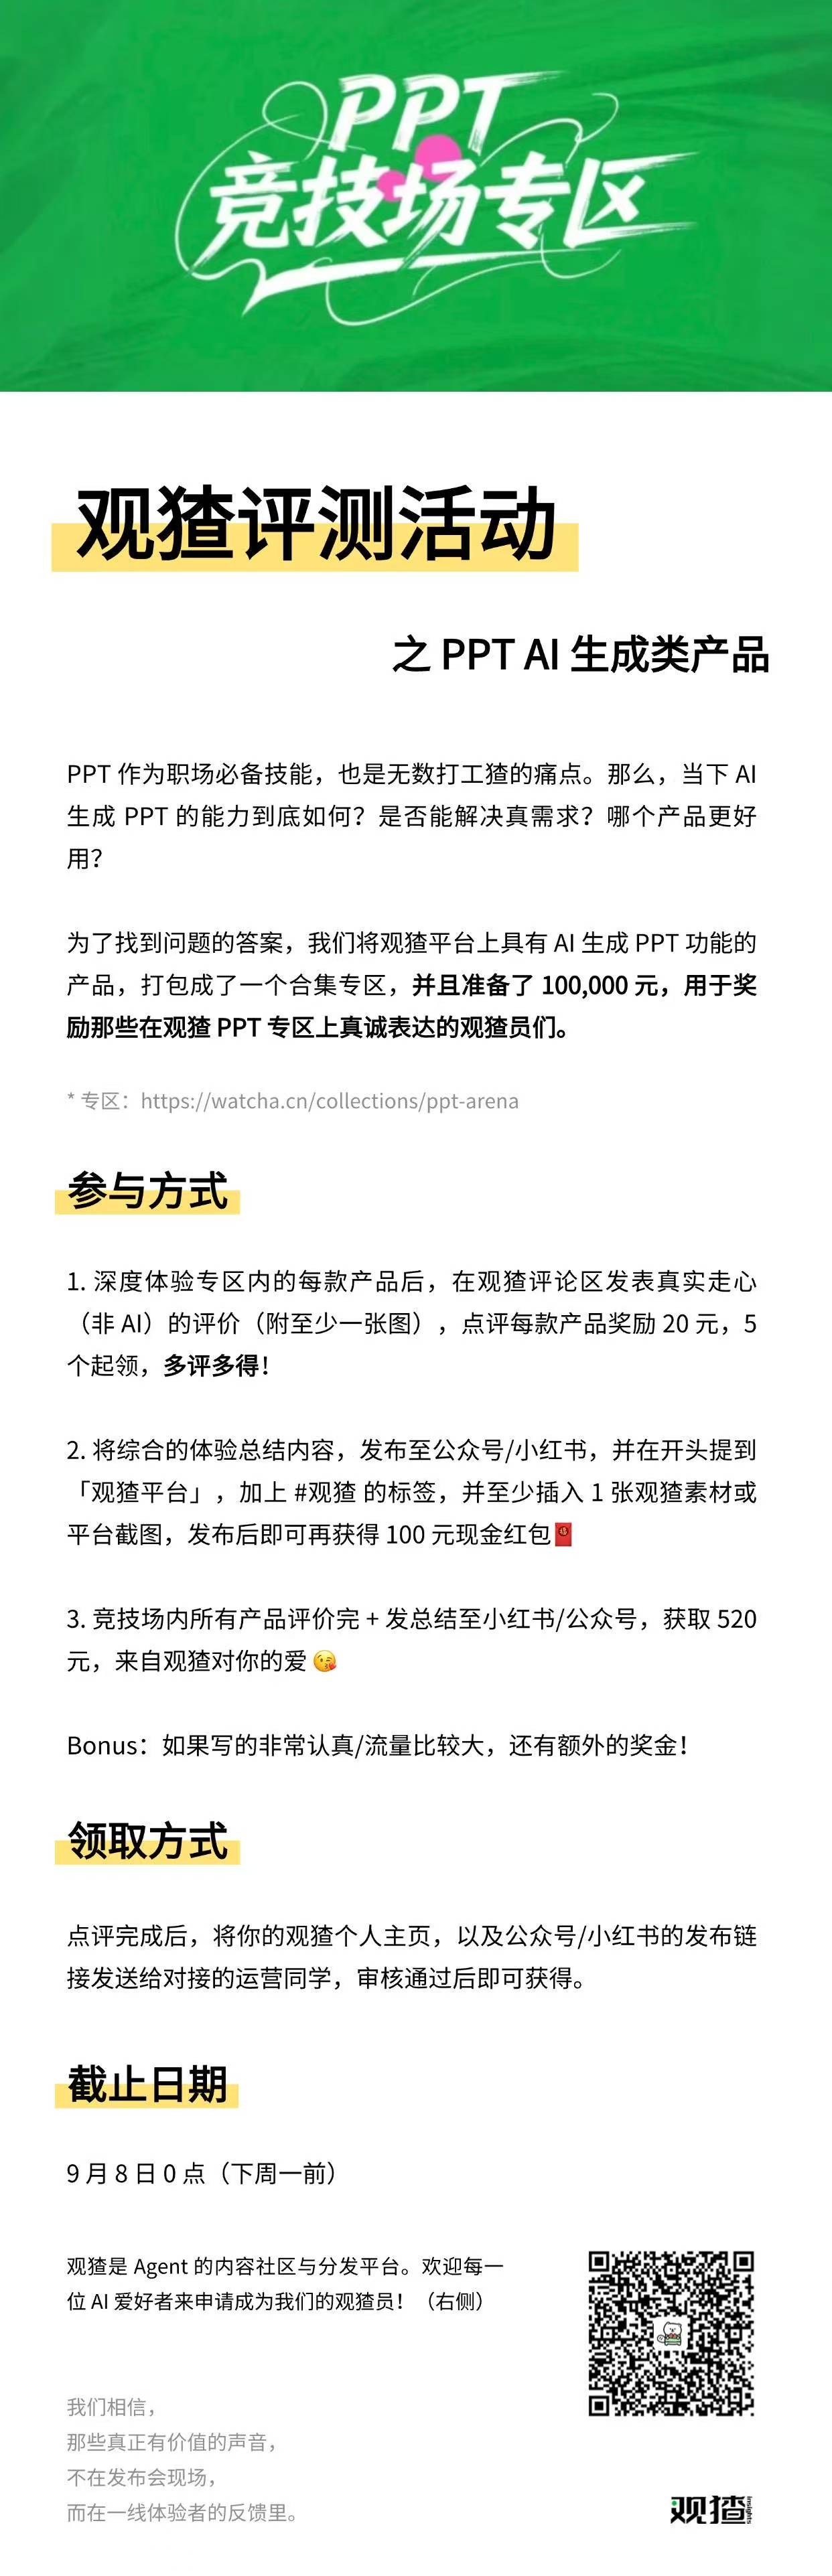 PPT
竞技场专区
观猹评测活动
之 PPT AI 生成类产品
PPT 作为职场必备技能，也是无数打工猹的痛点。那么，当下 AI
生成 PPT 的能力到底如何？是否能解决真需求？哪个产品更好
用？
为了找到问题的答案，我们将观猹平台上具有 AI 生成 PPT 功能的
产品，打包成了一个合集专区，并且准备了 100,000 元，用于奖
励那些在观猹 PPT 专区上真诚表达的观猹员们。
* 专区：https://watcha.cn/collections/ppt-arena
参与方式
1. 深度体验专区内的每款产品后，在观猹评论区发表真实走心
（非 AI）的评价（附至少一张图），点评每款产品奖励 20 元，5
个起领，多评多得！
2. 将综合的体验总结内容，发布至公众号/小红书，并在开头提到
「观猹平台」，加上 #观猹 的标签，并至少插入 1 张观猹素材或
平台截图，发布后即可再获得 100 元现金红包🧧
3. 竞技场内所有产品评价完 + 发总结至小红书/公众号，获取 520
元，来自观猹对你的爱 😘
Bonus：如果写的非常认真/流量比较大，还有额外的奖金！
领取方式
点评完成后，将你的观猹个人主页，以及公众号/小红书的发布链
接发送给对接的运营同学，审核通过后即可获得。
截止日期
9 月 8 日 0 点（下周一前）
观猹是 Agent 的内容社区与分发平台。欢迎每一
位 AI 爱好者来申请成为我们的观猹员！（右侧）
我们相信，
那些真正有价值的声音，
不在发布会现场，
而在一线体验者的反馈里。
观猹
insights